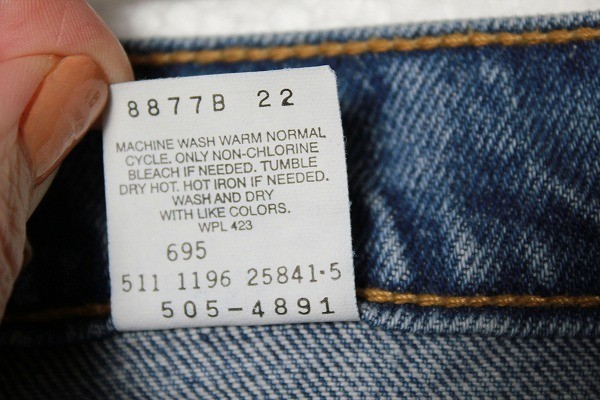 8877B 22
MACHINE WASH WARM NORMAL
CYCLE. ONLY NON-CHLORINE
BLEACH IF NEEDED. TUMBLE
DRY HOT. HOT IRON IF NEEDED.
WASH AND DRY
WITH LIKE COLORS.
WPL 423
695
511 1196 25841·5
505-4891